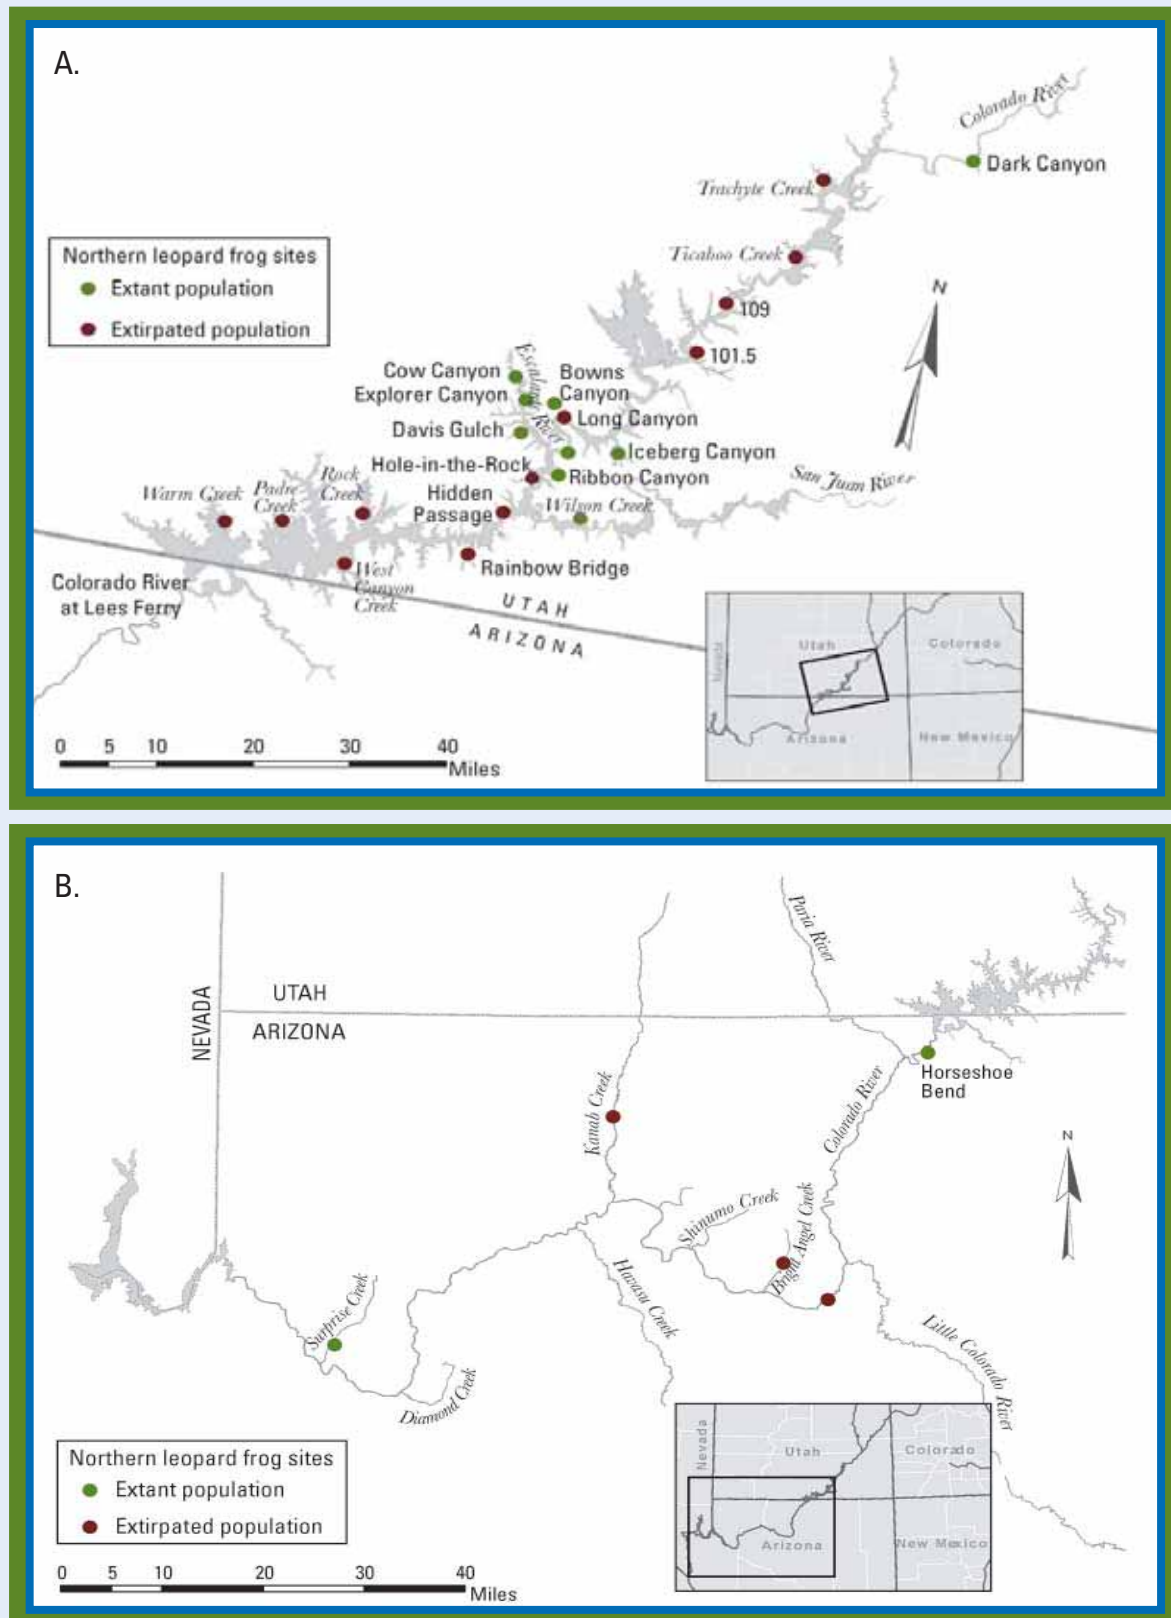 A.
Colorado River
Dark Canyon
Trachyte Creek
Northern leopard frog sites
Extant population
Extirpated population
Ticaboo Creek
N
109
101.5
Cow Canyon
Escalante River
Bowns
Canyon
Explorer Canyon
Long Canyon
Davis Gulch
Iceberg Canyon
Hole-in-the-Rock
Ribbon Canyon
San Juan River
Rock
Creek
Warm Creek
Padre
Creek
Hidden
Passage
Wilson Creek
Rainbow Bridge
West
Canyon
Creek
Colorado River
at Lees Ferry
UTAH
ARIZONA
Nevada
Utah
Colorado
Arizona
New Mexico
0 5 10 20 30 40
Miles
B.
Paria River
NEVADA
UTAH
ARIZONA
Horseshoe
Bend
Kanab Creek
Colorado River
N
Shinumo Creek
Bright Angel Creek
Havasu Creek
Surprise Creek
Little Colorado River
Diamond Creek
Nevada
Utah
Colorado
Arizona
New Mexico
Northern leopard frog sites
Extant population
Extirpated population
0 5 10 20 30 40
Miles